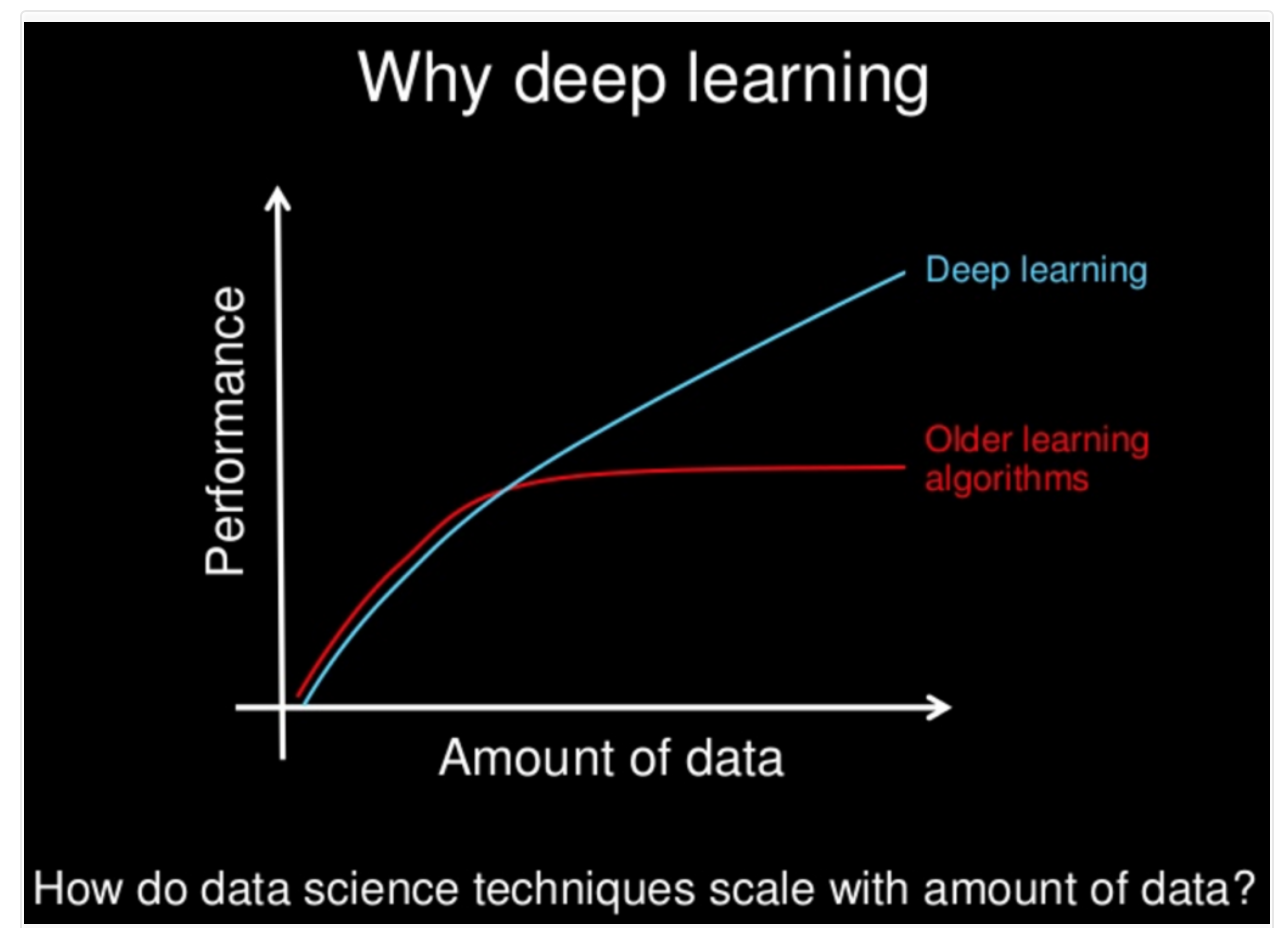 Why deep learning
Performance
Deep learning
Older learning
algorithms
Amount of data
How do data science techniques scale with amount of data?